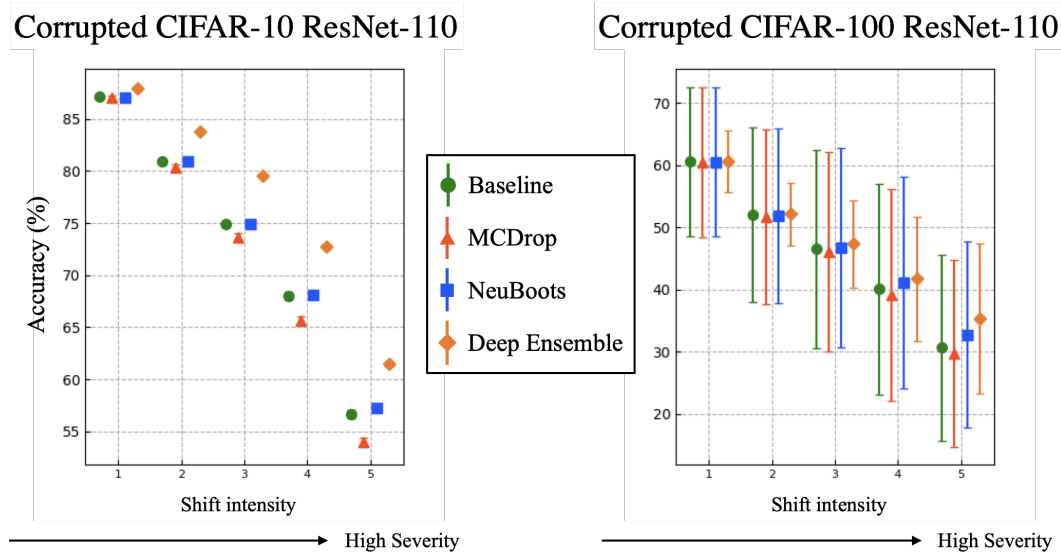 Corrupted CIFAR-10 ResNet-110
Accuracy (%)
85
80
75
70
65
60
55
1 2 3 4 5
Shift intensity
High Severity
Baseline
MCDrop
NeuBoots
Deep Ensemble
Corrupted CIFAR-100 ResNet-110
70
60
50
40
30
20
1 2 3 4 5
Shift intensity
High Severity